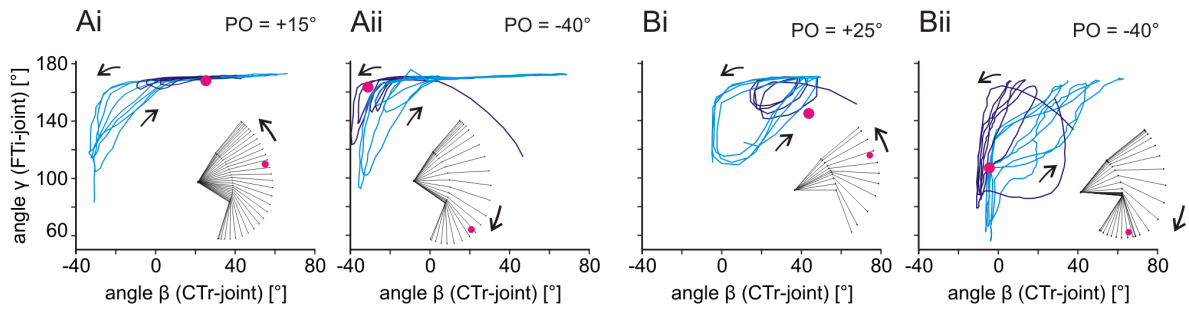 Ai PO = +15° Aii PO = -40° Bi PO = +25° Bii PO = -40°
angle γ (FTi-joint) [°]
180
140
100
60
-40 0 40 80 -40 0 40 80 -40 0 40 80 -40 0 40 80
angle β (CTr-joint) [°] angle β (CTr-joint) [°] angle β (CTr-joint) [°] angle β (CTr-joint) [°]